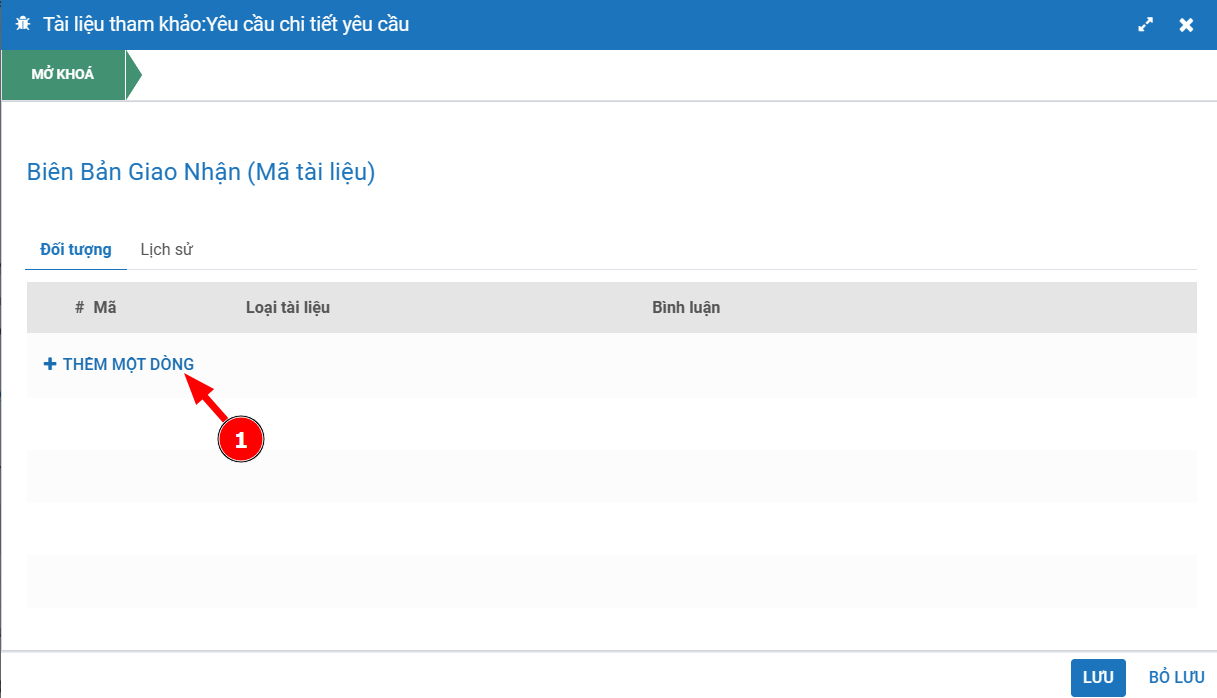 Tài liệu tham khảo:Yêu cầu chi tiết yêu cầu
MỞ KHOÁ
Biên Bản Giao Nhận (Mã tài liệu)
Đối tượng Lịch sử
# Mã Loại tài liệu Bình luận
THÊM MỘT DÒNG
1
LƯU BỎ LƯU